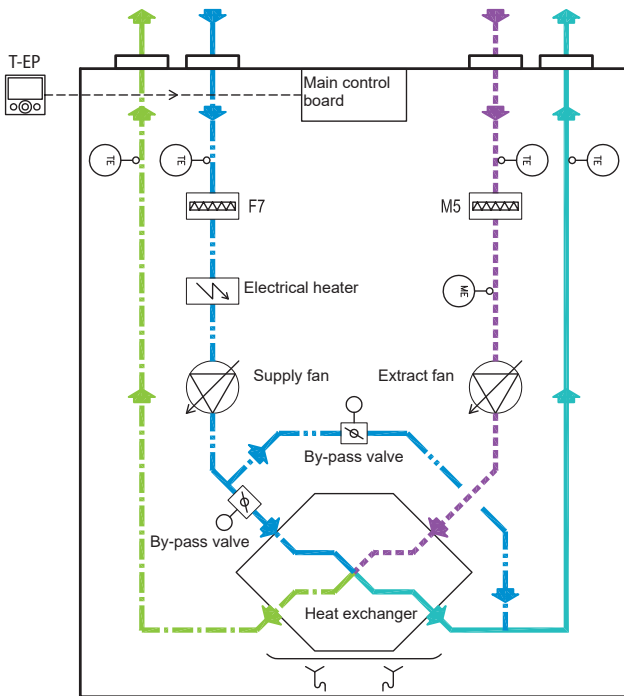 T-EP
Main control
board
TE
TE
TE
TE
F7
M5
Electrical heater
ME
Supply fan
Extract fan
By-pass valve
By-pass valve
Heat exchanger